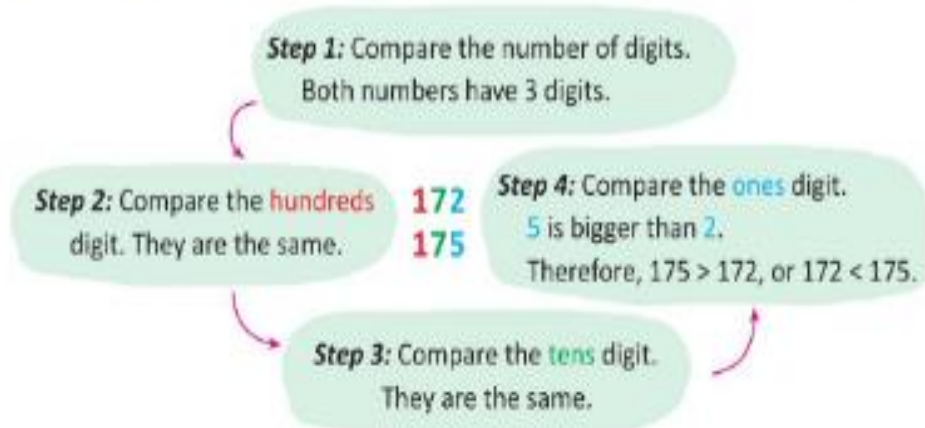 Step 1: Compare the number of digits.
Both numbers have 3 digits.
Step 2: Compare the hundreds
digit. They are the same.
172
175
Step 3: Compare the tens digit.
They are the same.
Step 4: Compare the ones digit.
5 is bigger than 2.
Therefore, 175 > 172, or 172 < 175.